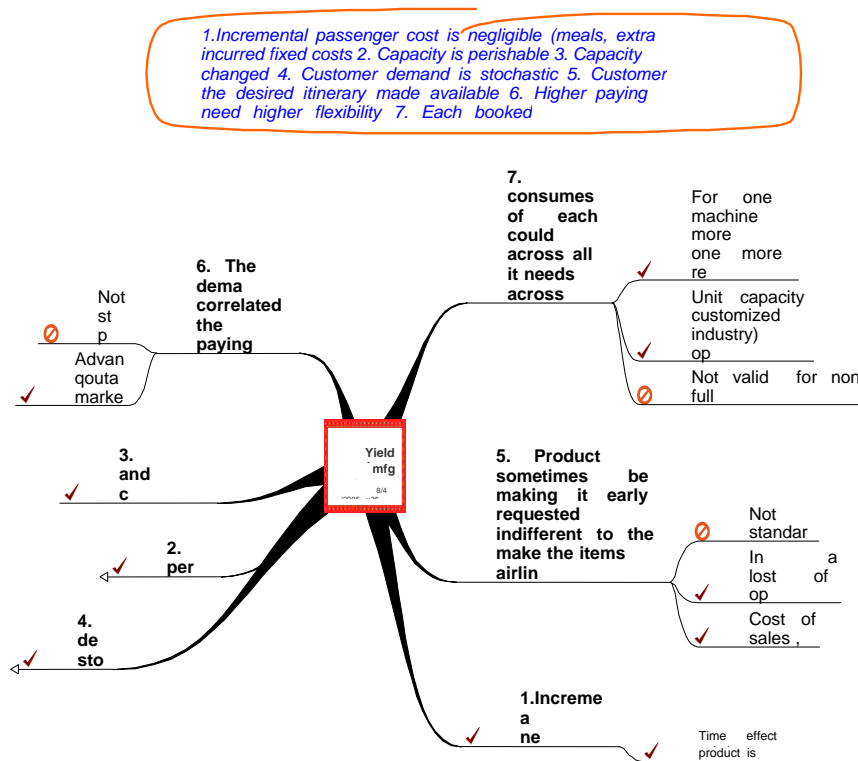 1.Incremental passenger cost is negligible (meals, extra
incurred fixed costs 2. Capacity is perishable 3. Capacity
changed 4. Customer demand is stochastic 5. Customer
the desired itinerary made available 6. Higher paying
need higher flexibility 7. Each booked
7.
consumes
of each
could
across all
it needs
across
For one
machine
more
one more
re
Unit capacity
customized
industry)
op
Not valid for non
full
6. The
dema
correlated
the
paying
Not
st
p
Advan
qouta
marke
3.
and
c
2.
per
4.
de
sto
Yield
mfg
8/4
5. Product
sometimes be
making it early
requested
indifferent to the
make the items
airlin
Not
standar
In a
lost of
op
Cost of
sales ,
1.Increme
a
ne
Time effect
product is